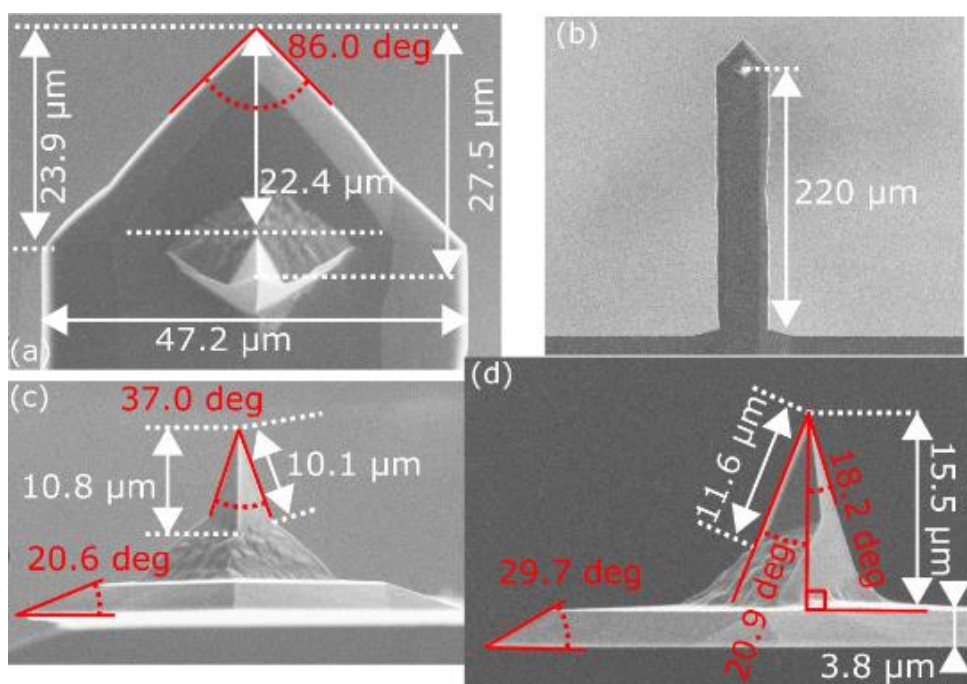 86.0 deg
23.9 µm
22.4 µm
27.5 µm
47.2 µm
(a)
(b)
220 µm
(c)
37.0 deg
10.8 µm
10.1 µm
20.6 deg
(d)
11.6 µm
18.2 deg
15.5 µm
29.7 deg
20.9 deg
3.8 µm